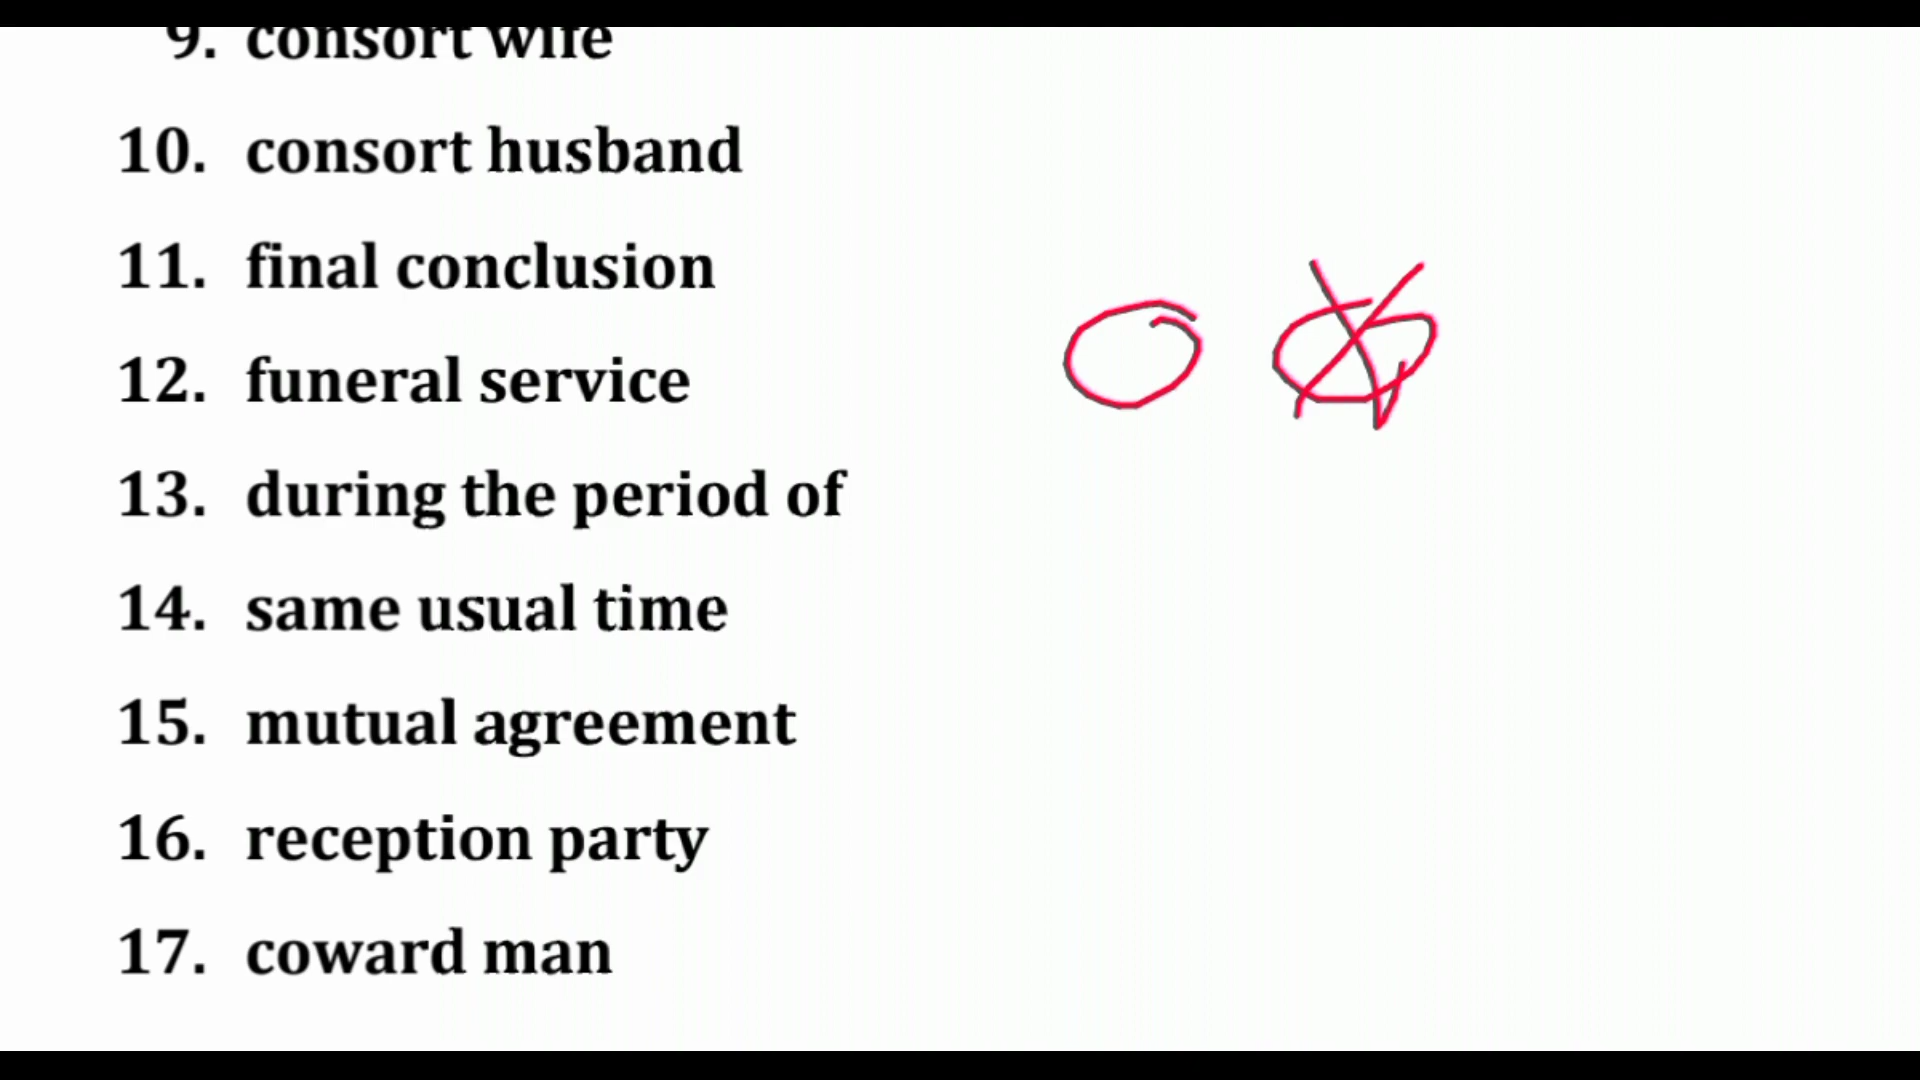 9. consort wife
10. consort husband
11. final conclusion
12. funeral service
13. during the period of
14. same usual time
15. mutual agreement
16. reception party
17. coward man